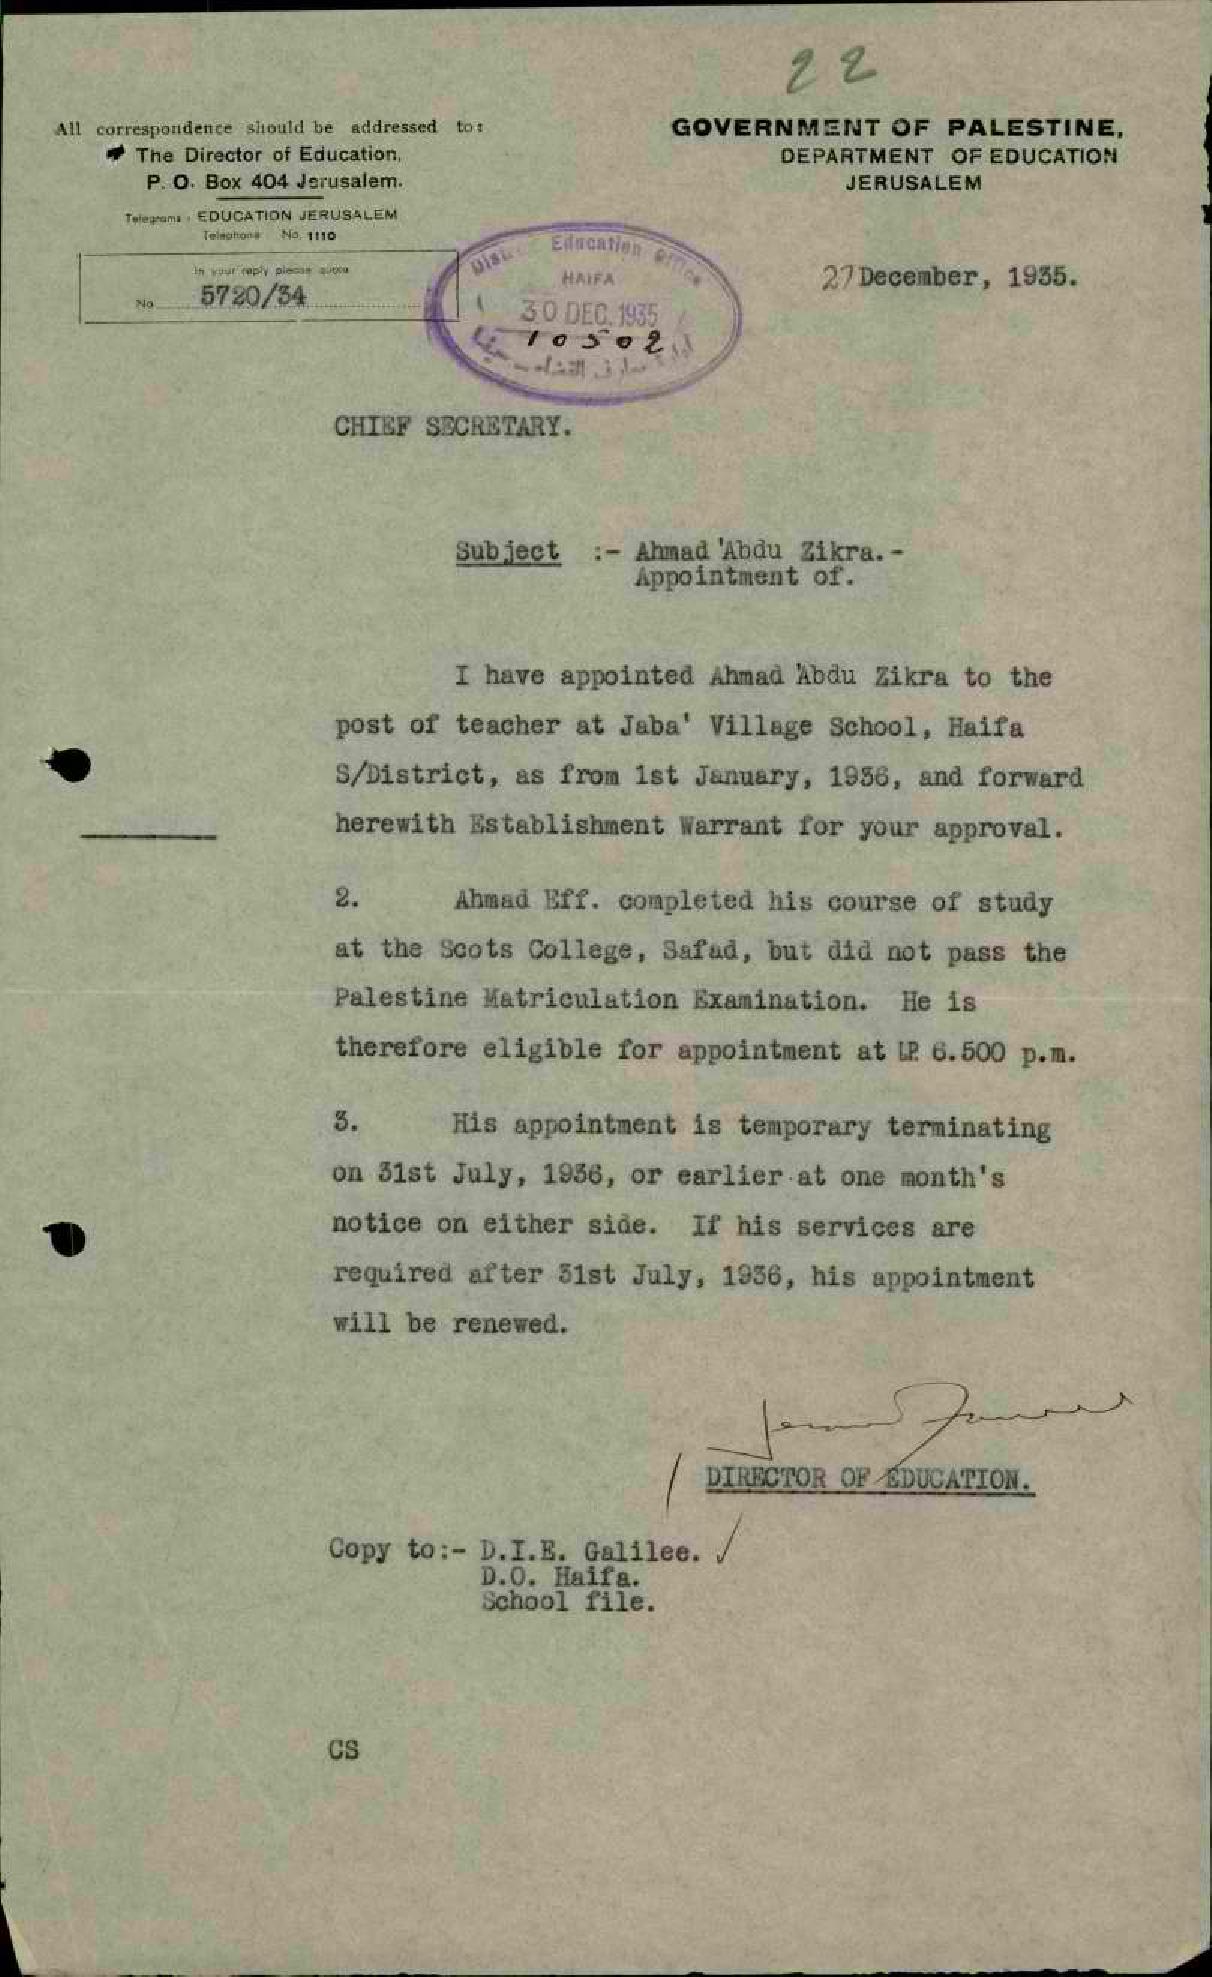 22
All correspondence should be addressed to:
The Director of Education,
P. O. Box 404 Jerusalem.
Telegrams: EDUCATION JERUSALEM
Telephone No. 1110
In your reply please quote
No. 5720/34
GOVERNMENT OF PALESTINE,
DEPARTMENT OF EDUCATION
JERUSALEM
27 December, 1935.
District Education Office
HAIFA
30 DEC. 1935
10502
CHIEF SECRETARY.
Subject :- Ahmad 'Abdu Zikra.-
Appointment of.
I have appointed Ahmad 'Abdu Zikra to the
post of teacher at Jaba' Village School, Haifa
S/District, as from 1st January, 1936, and forward
herewith Establishment Warrant for your approval.
2. Ahmad Eff. completed his course of study
at the Scots College, Safad, but did not pass the
Palestine Matriculation Examination. He is
therefore eligible for appointment at LP. 6.500 p.m.
3. His appointment is temporary terminating
on 31st July, 1936, or earlier at one month's
notice on either side. If his services are
required after 31st July, 1936, his appointment
will be renewed.
DIRECTOR OF EDUCATION.
Copy to:- D.I.E. Galilee. ✓
D.O. Haifa.
School file.
CS